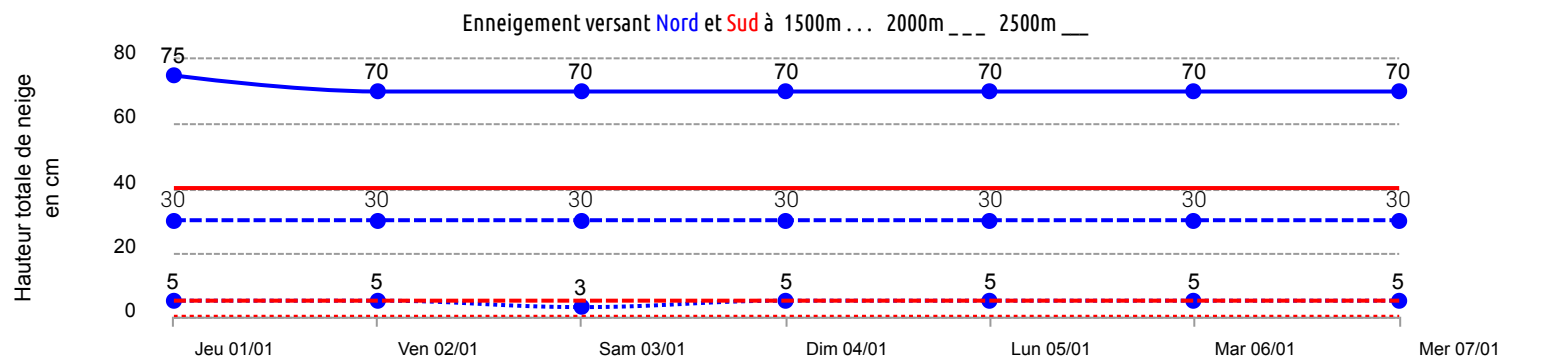 Enneigement versant Nord et Sud à 1500m . . . 2000m _ _ _ 2500m __
Hauteur totale de neige
en cm
80
60
40
20
0
75 70 70 70 70 70 70
30 30 30 30 30 30 30
5 5 3 5 5 5 5
Jeu 01/01 Ven 02/01 Sam 03/01 Dim 04/01 Lun 05/01 Mar 06/01 Mer 07/01